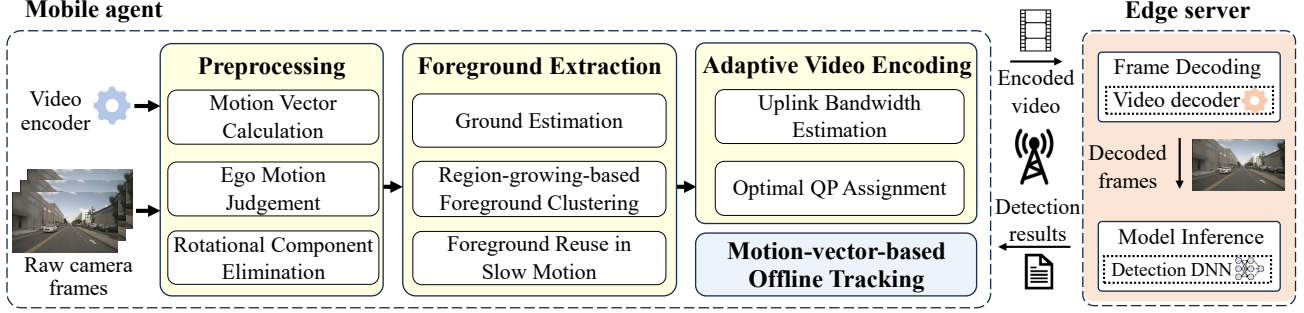 Mobile agent
Video
encoder
Raw camera
frames
Preprocessing
Motion Vector
Calculation
Ego Motion
Judgement
Rotational Component
Elimination
Foreground Extraction
Ground Estimation
Region-growing-based
Foreground Clustering
Foreground Reuse in
Slow Motion
Adaptive Video Encoding
Uplink Bandwidth
Estimation
Optimal QP Assignment
Motion-vector-based
Offline Tracking
Encoded
video
Detection
results
Edge server
Frame Decoding
Video decoder
Decoded
frames
Model Inference
Detection DNN